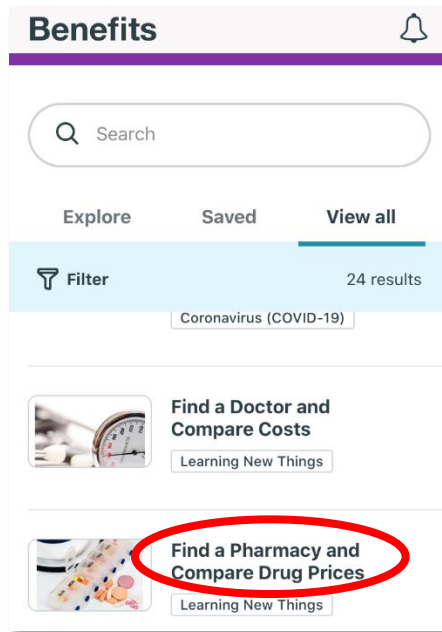 Benefits
Search
Explore Saved View all
Filter 24 results
Coronavirus (COVID-19)
Find a Doctor and
Compare Costs
Learning New Things
Find a Pharmacy and
Compare Drug Prices
Learning New Things